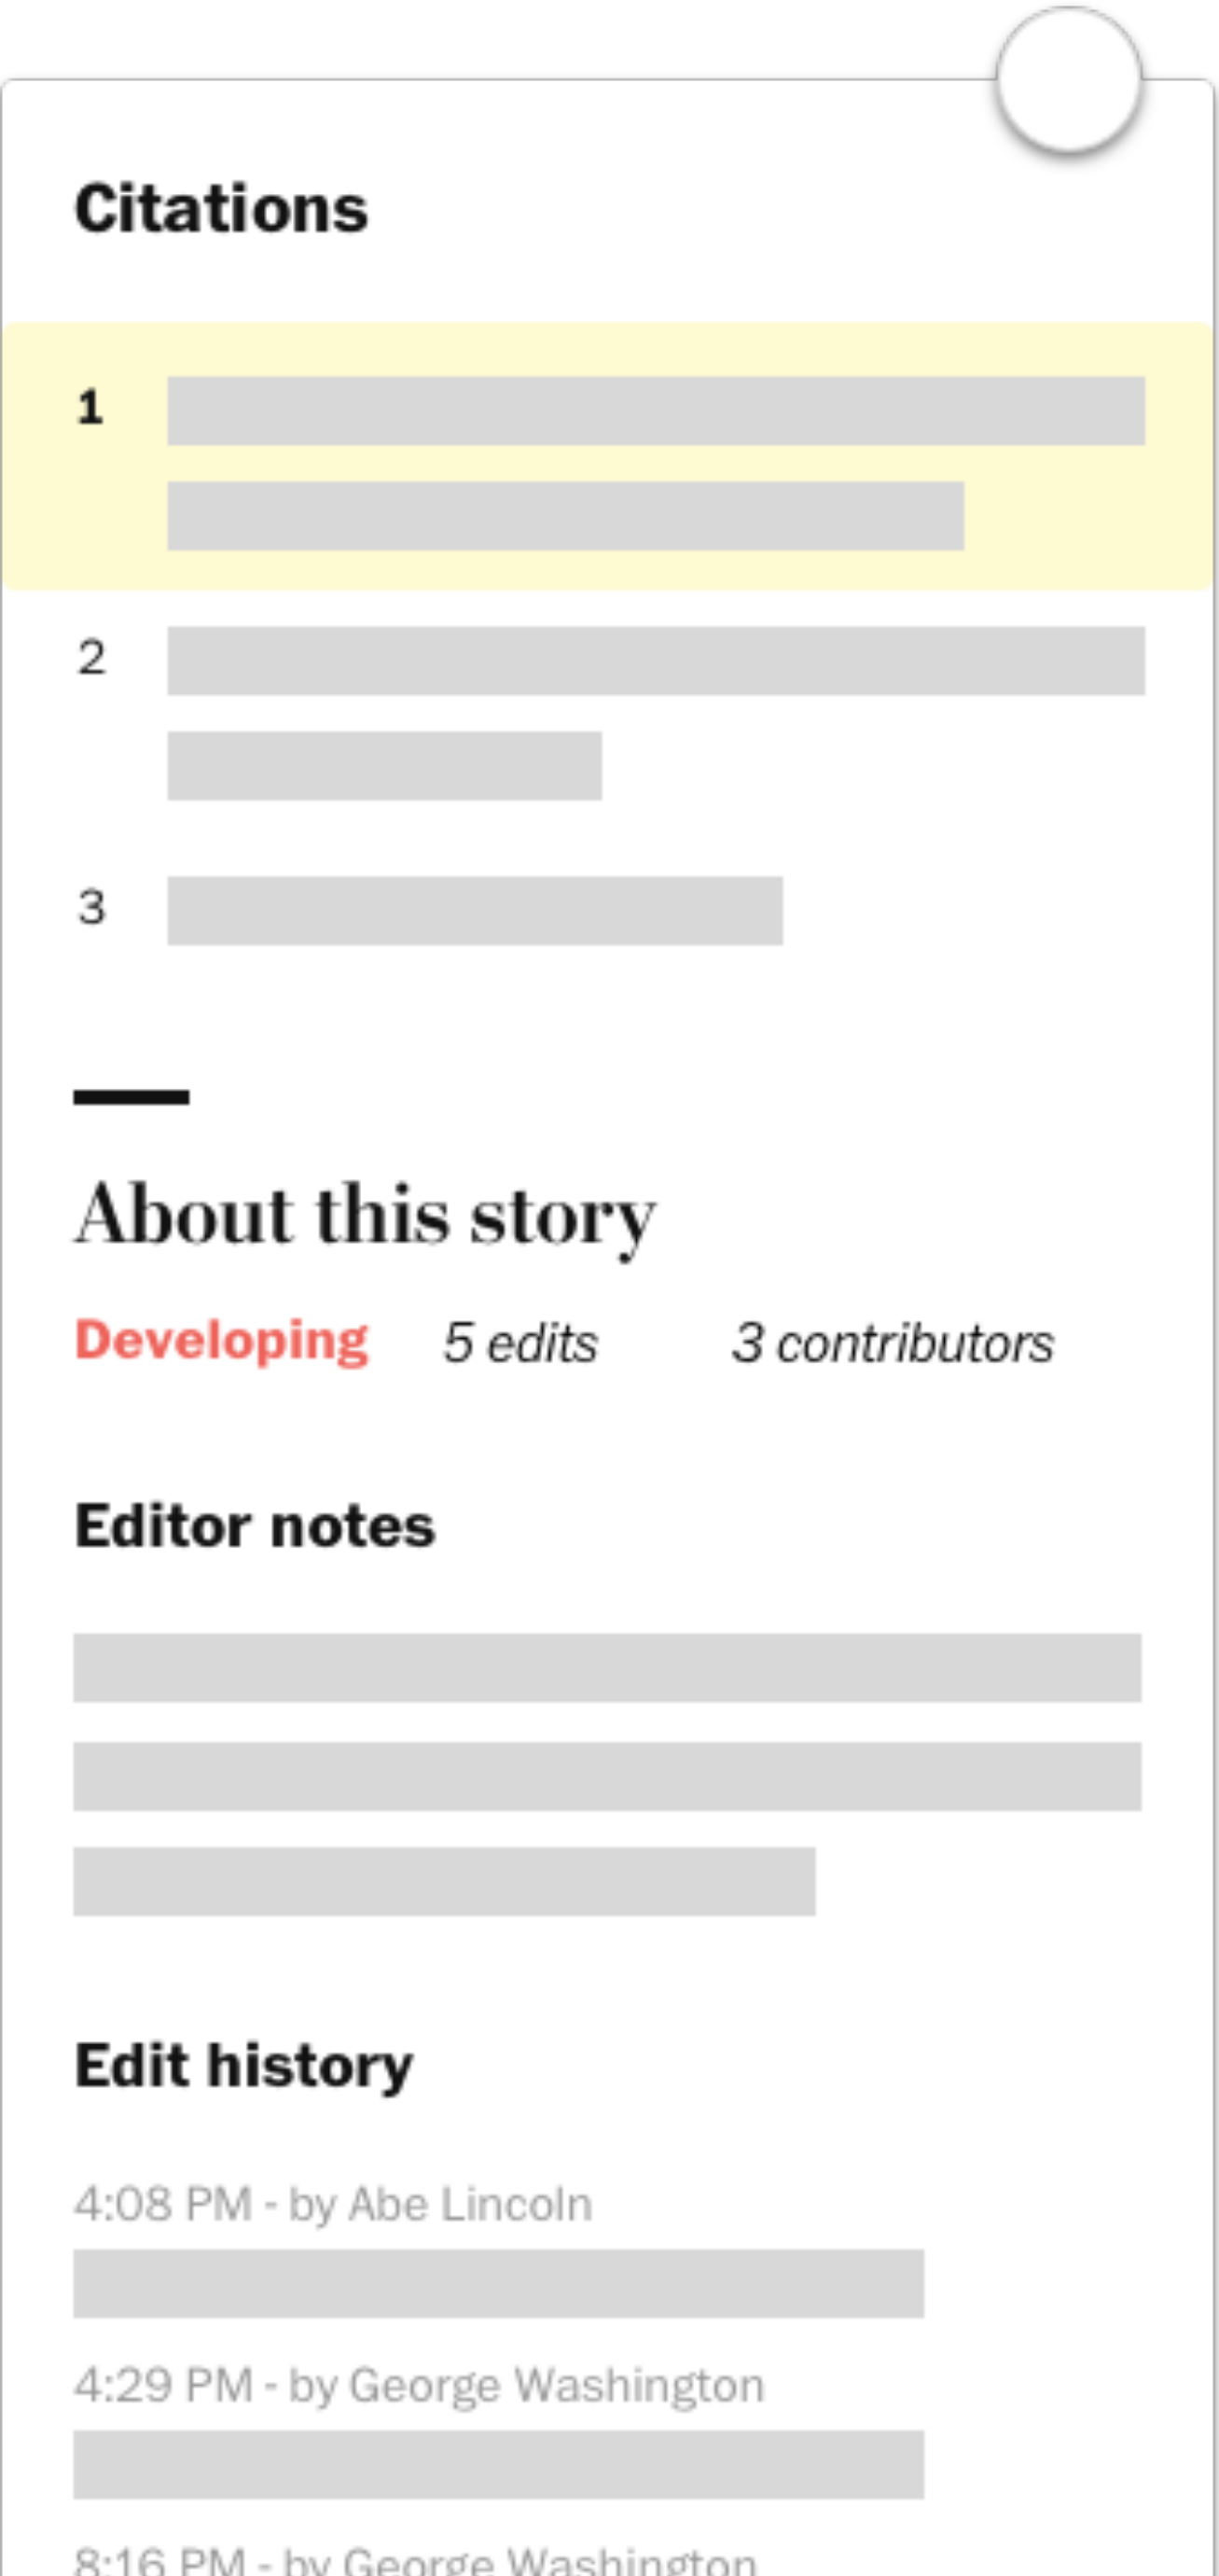 Citations
1
2
3
About this story
Developing 5 edits 3 contributors
Editor notes
Edit history
4:08 PM - by Abe Lincoln
4:29 PM - by George Washington
8:16 PM - by George Washington